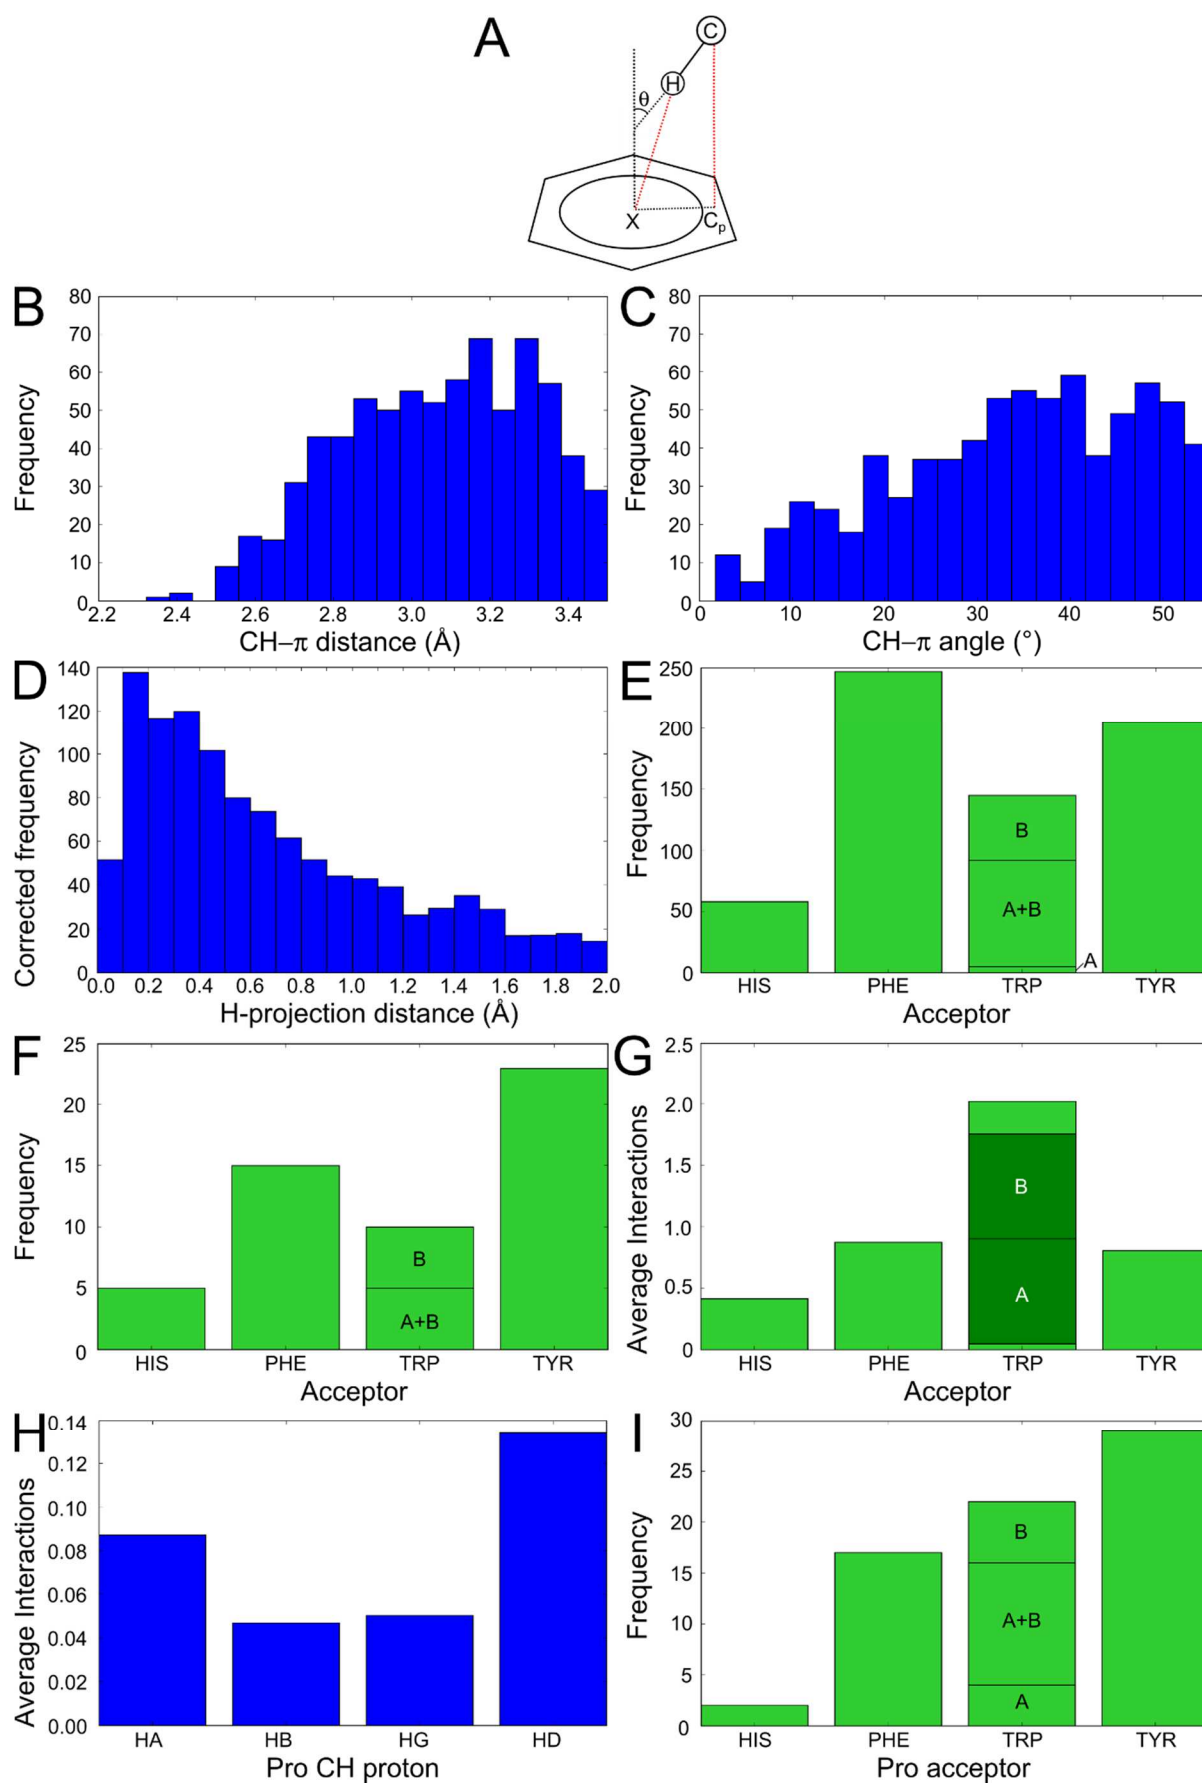 A
C
H
θ
X
Cp
B
80
70
60
50
40
30
20
10
0
Frequency
2.2 2.4 2.6 2.8 3.0 3.2 3.4
CH–π distance (Å)
C
80
70
60
50
40
30
20
10
0
Frequency
0 10 20 30 40 50
CH–π angle (°)
D
140
120
100
80
60
40
20
0
Corrected frequency
0.0 0.2 0.4 0.6 0.8 1.0 1.2 1.4 1.6 1.8 2.0
H-projection distance (Å)
E
250
200
150
100
50
0
Frequency
B
A+B
A
HIS PHE TRP TYR
Acceptor
F
25
20
15
10
5
0
Frequency
B
A+B
HIS PHE TRP TYR
Acceptor
G
2.5
2.0
1.5
1.0
0.5
0
Average Interactions
B
A
HIS PHE TRP TYR
Acceptor
H
0.14
0.12
0.10
0.08
0.06
0.04
0.02
0.00
Average Interactions
HA HB HG HD
Pro CH proton
I
30
25
20
15
10
5
0
Frequency
B
A+B
A
HIS PHE TRP TYR
Pro acceptor